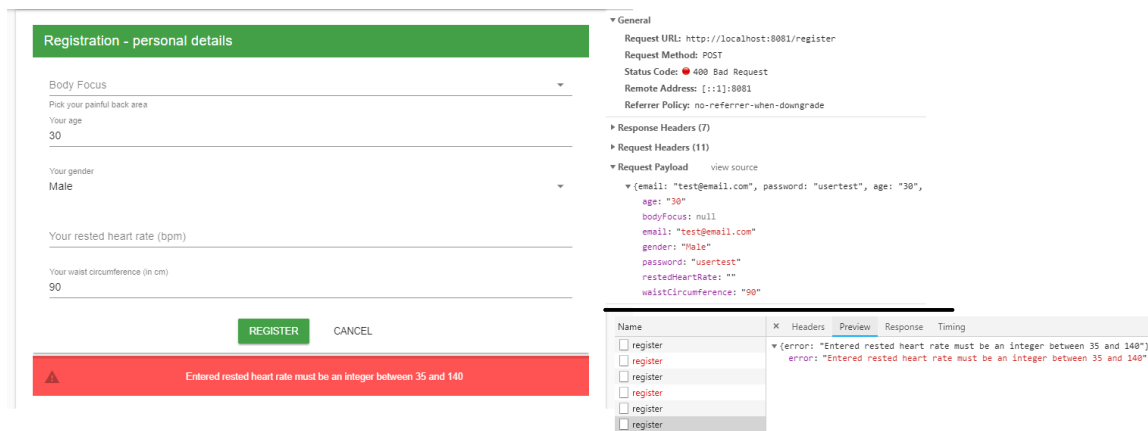 Registration - personal details
Body Focus
Pick your painful back area
Your age
30
Your gender
Male
Your rested heart rate (bpm)
Your waist circumference (in cm)
90
REGISTER CANCEL
Entered rested heart rate must be an integer between 35 and 140
General
Request URL: http://localhost:8081/register
Request Method: POST
Status Code: 400 Bad Request
Remote Address: [::1]:8081
Referrer Policy: no-referrer-when-downgrade
Response Headers (7)
Request Headers (11)
Request Payload view source
{email: "test@email.com", password: "usertest", age: "30",
age: "30"
bodyFocus: null
email: "test@email.com"
gender: "Male"
password: "usertest"
restedHeartRate: ""
waistCircumference: "90"
Name × Headers Preview Response Timing
register
register
register
register
register
register
{error: "Entered rested heart rate must be an integer between 35 and 140"}
error: "Entered rested heart rate must be an integer between 35 and 140"